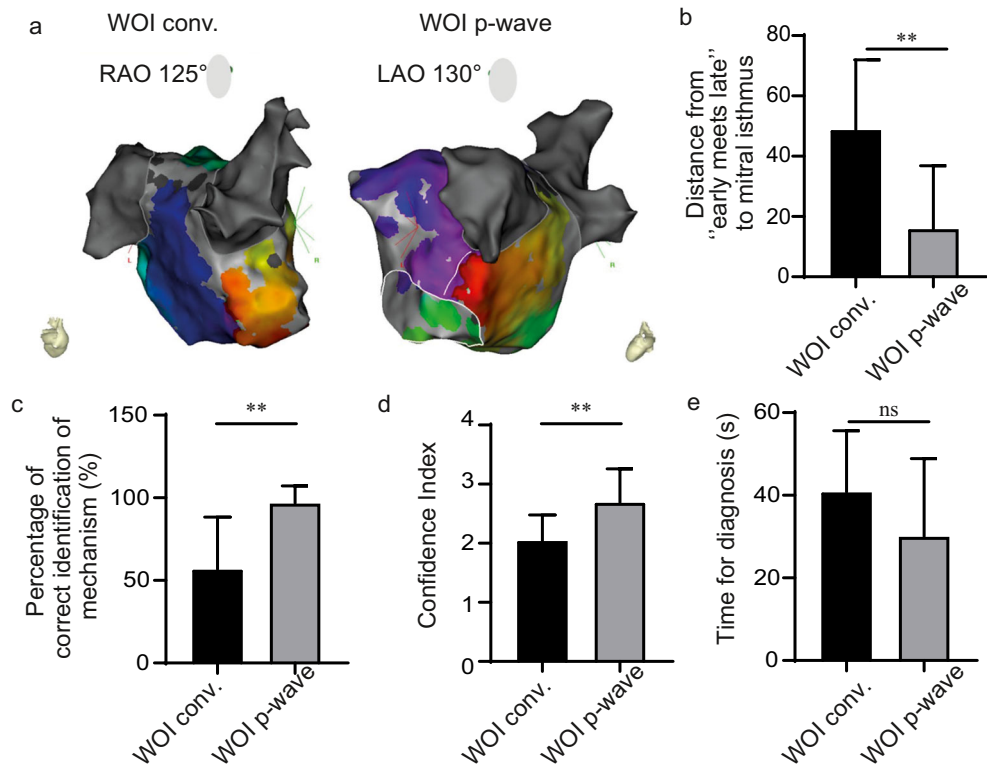 a
WOI conv.
WOI p-wave
RAO 125°
LAO 130°
L
R
R
b
Distance from
‘‘early meets late’’
to mitral isthmus
80
60
40
20
0
**
WOI conv.
WOI p-wave
c
Percentage of
correct identification of
mechanism (%)
150
100
50
0
**
WOI conv.
WOI p-wave
d
Confidence Index
4
3
2
1
0
**
WOI conv.
WOI p-wave
e
Time for diagnosis (s)
60
40
20
0
ns
WOI conv.
WOI p-wave